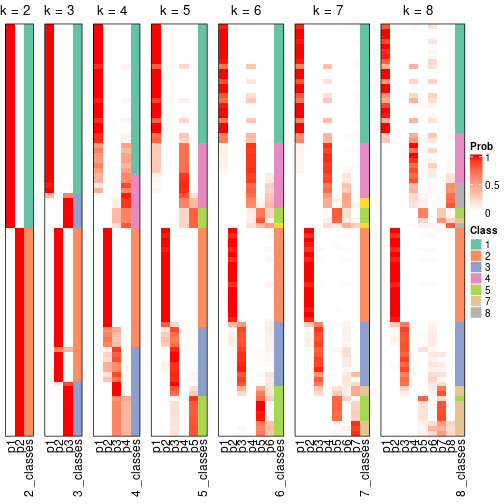 k = 2
k = 3
k = 4
k = 5
k = 6
k = 7
k = 8
Prob
1
0.5
0
Class
1
2
3
4
5
7
8
p1
p2
2_classes
p1
p2
p3
3_classes
p1
p2
p3
p4
4_classes
p1
p2
p3
p4
p5
5_classes
p1
p2
p3
p4
p5
p6
6_classes
p1
p2
p3
p4
p5
p6
p7
7_classes
p1
p2
p3
p4
p5
p6
p7
p8
8_classes